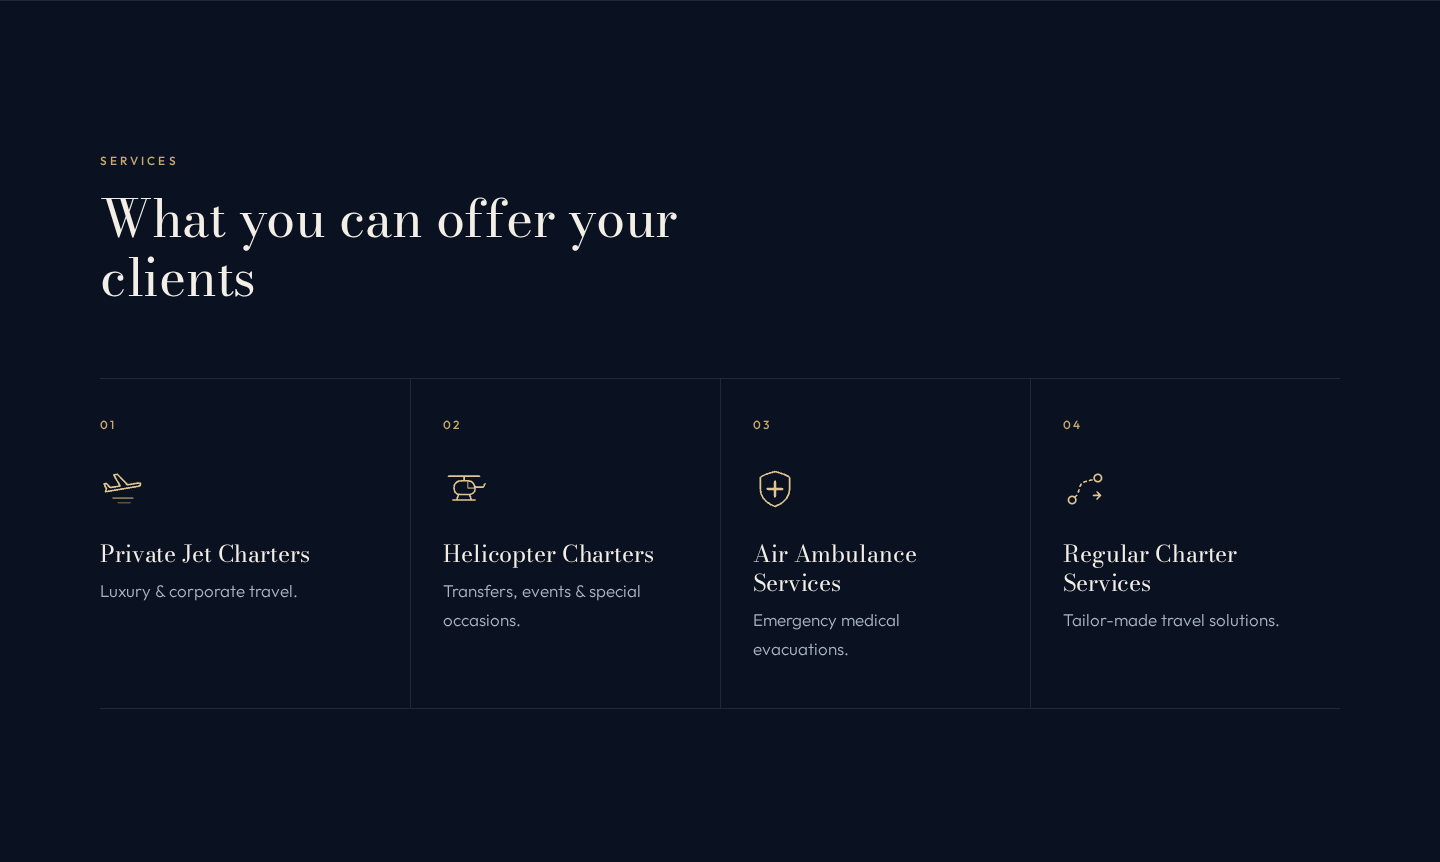 SERVICES
What you can offer your
clients
01
Private Jet Charters
Luxury & corporate travel.
02
Helicopter Charters
Transfers, events & special
occasions.
03
Air Ambulance
Services
Emergency medical
evacuations.
04
Regular Charter
Services
Tailor-made travel solutions.